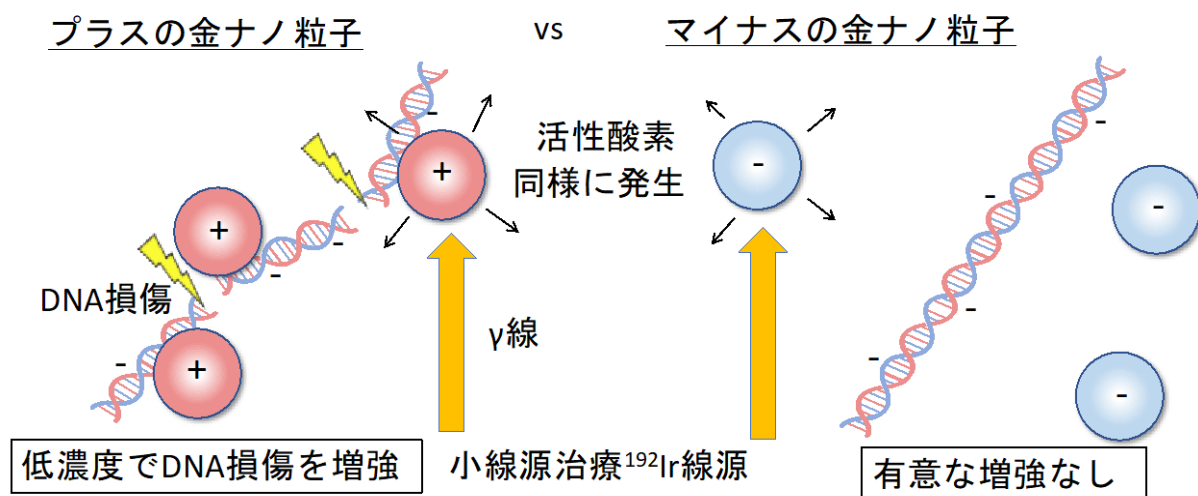 プラスの金ナノ粒子
vs
マイナスの金ナノ粒子
活性酸素
同様に発生
DNA損傷
γ線
低濃度でDNA損傷を増強
小線源治療¹⁹²Ir線源
有意な増強なし
+
+
+
-
-
-
-
-
-
-
-
-
-
-